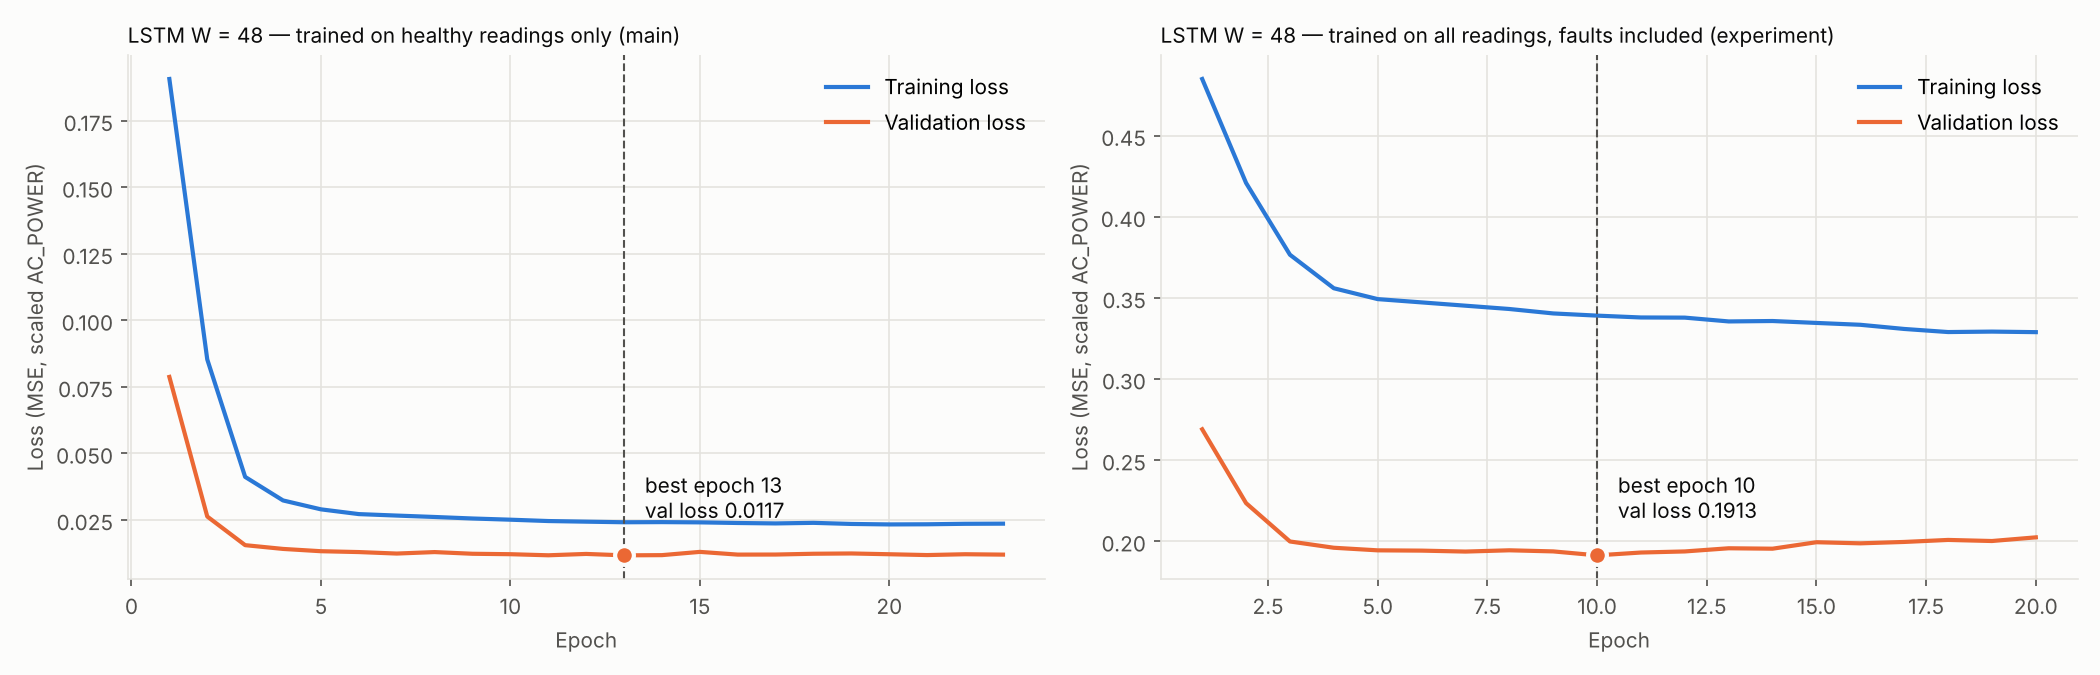 LSTM W = 48 — trained on healthy readings only (main)
Training loss
Validation loss
Loss (MSE, scaled AC_POWER)
0.175
0.150
0.125
0.100
0.075
0.050
0.025
best epoch 13
val loss 0.0117
0
5
10
15
20
Epoch
LSTM W = 48 — trained on all readings, faults included (experiment)
Training loss
Validation loss
Loss (MSE, scaled AC_POWER)
0.45
0.40
0.35
0.30
0.25
0.20
best epoch 10
val loss 0.1913
2.5
5.0
7.5
10.0
12.5
15.0
17.5
20.0
Epoch